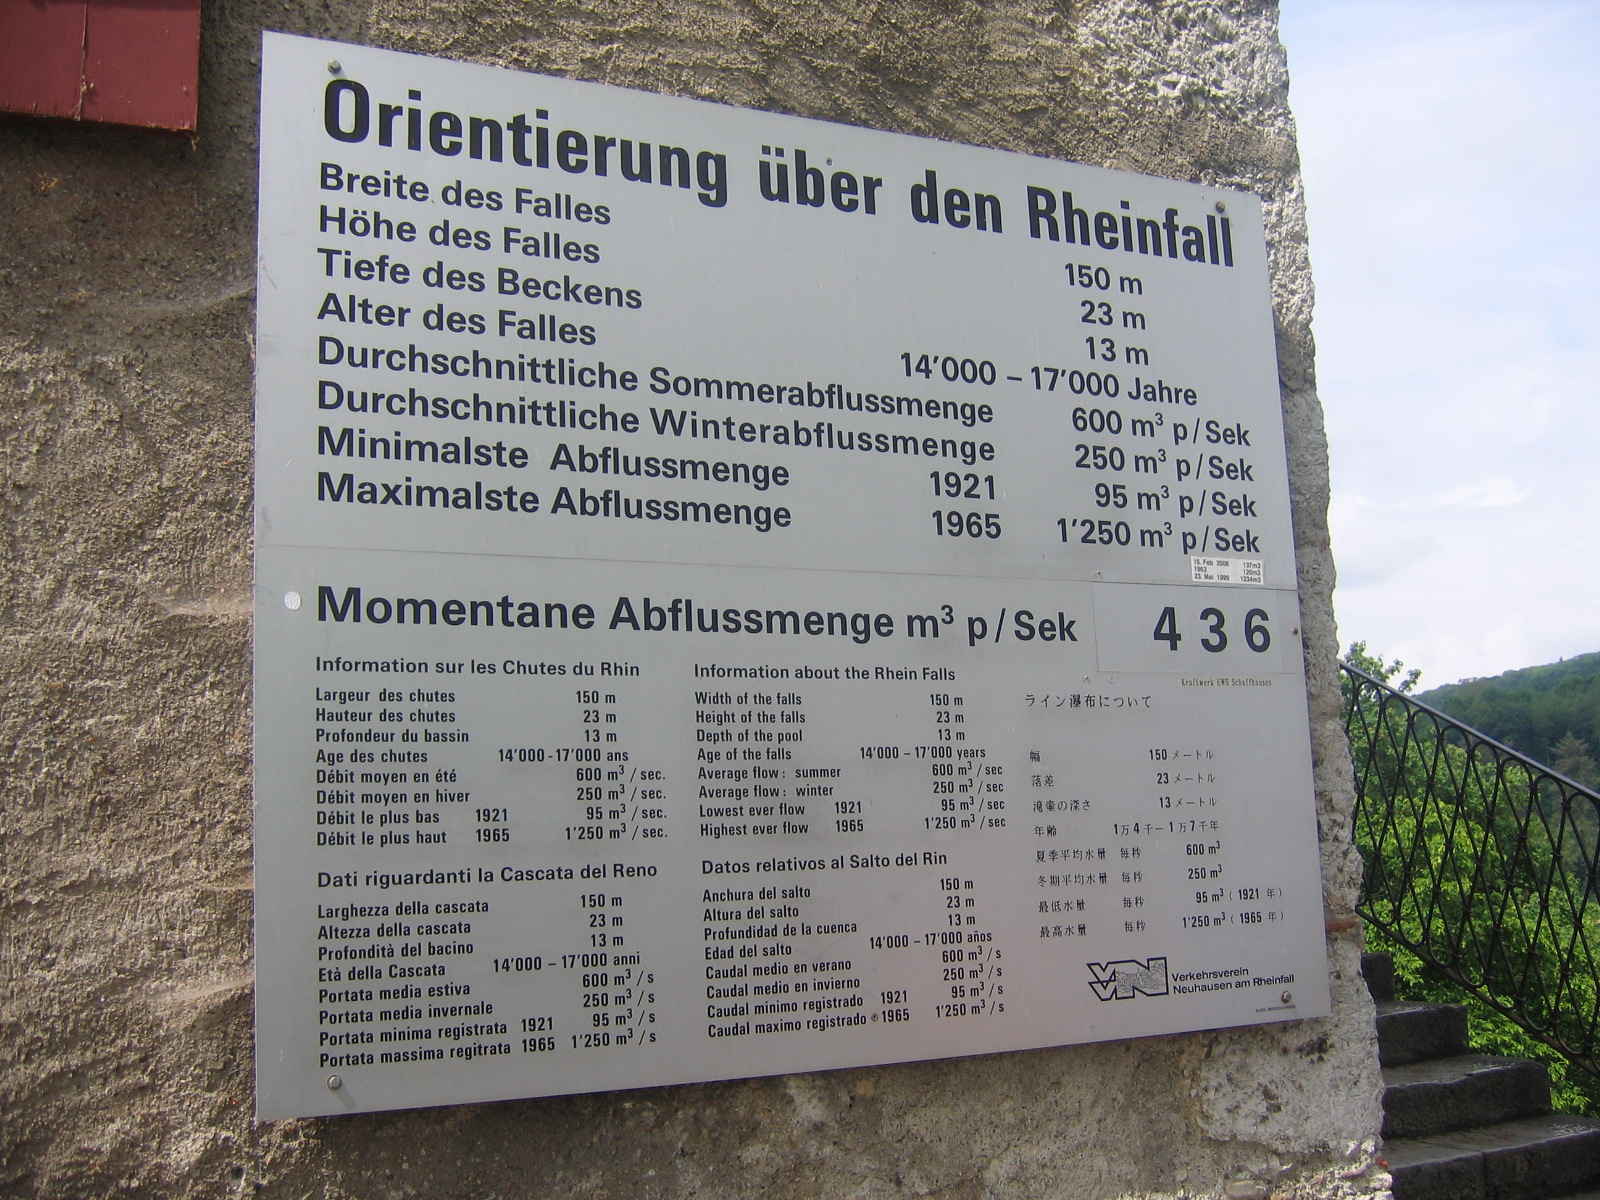 Orientierung über den Rheinfall
Breite des Falles 150 m
Höhe des Falles 23 m
Tiefe des Beckens 13 m
Alter des Falles 14'000 – 17'000 Jahre
Durchschnittliche Sommerabflussmenge 600 m³ p/Sek
Durchschnittliche Winterabflussmenge 250 m³ p/Sek
Minimalste Abflussmenge 1921 95 m³ p/Sek
Maximalste Abflussmenge 1965 1'250 m³ p/Sek
15. Feb 2006 137m3
1963 120m3
23. Mai 1999 1234m3
Momentane Abflussmenge m³ p/Sek 436
Kraftwerk EWS Schaffhausen
Information sur les Chutes du Rhin
Largeur des chutes 150 m
Hauteur des chutes 23 m
Profondeur du bassin 13 m
Age des chutes 14'000-17'000 ans
Débit moyen en été 600 m³ / sec.
Débit moyen en hiver 250 m³ / sec.
Débit le plus bas 1921 95 m³ / sec.
Débit le plus haut 1965 1'250 m³ / sec.
Information about the Rhein Falls
Width of the falls 150 m
Height of the falls 23 m
Depth of the pool 13 m
Age of the falls 14'000 – 17'000 years
Average flow: summer 600 m³ / sec
Average flow: winter 250 m³ / sec
Lowest ever flow 1921 95 m³ / sec
Highest ever flow 1965 1'250 m³ / sec
ライン瀑布について
幅 150 メートル
落差 23 メートル
滝壷の深さ 13 メートル
年齢 1万4千ー1万7千年
夏季平均水量 毎秒 600 m³
冬期平均水量 毎秒 250 m³
最低水量 毎秒 95 m³ (1921 年)
最高水量 毎秒 1'250 m³ (1965 年)
Dati riguardanti la Cascata del Reno
Larghezza della cascata 150 m
Altezza della cascata 23 m
Profondità del bacino 13 m
Età della Cascata 14'000 – 17'000 anni
Portata media estiva 600 m³ / s
Portata media invernale 250 m³ / s
Portata minima registrata 1921 95 m³ / s
Portata massima regitrata 1965 1'250 m³ / s
Datos relativos al Salto del Rin
Anchura del salto 150 m
Altura del salto 23 m
Profundidad de la cuenca 13 m
Edad del salto 14'000 – 17'000 años
Caudal medio en verano 600 m³ / s
Caudal medio en invierno 250 m³ / s
Caudal minimo registrado 1921 95 m³ / s
Caudal maximo registrado 1965 1'250 m³ / s
VVN
Verkehrsverein
Neuhausen am Rheinfall